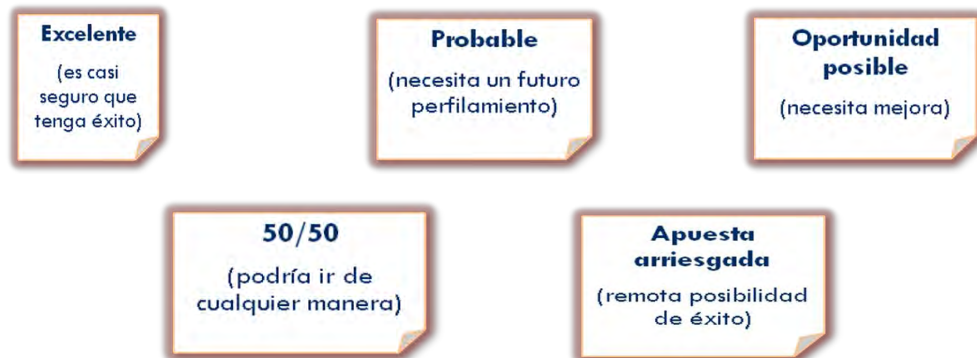 Excelente
(es casi
seguro que
tenga éxito)
Probable
(necesita un futuro
perfilamiento)
Oportunidad
posible
(necesita mejora)
50/50
(podría ir de
cualquier manera)
Apuesta
arriesgada
(remota posibilidad
de éxito)